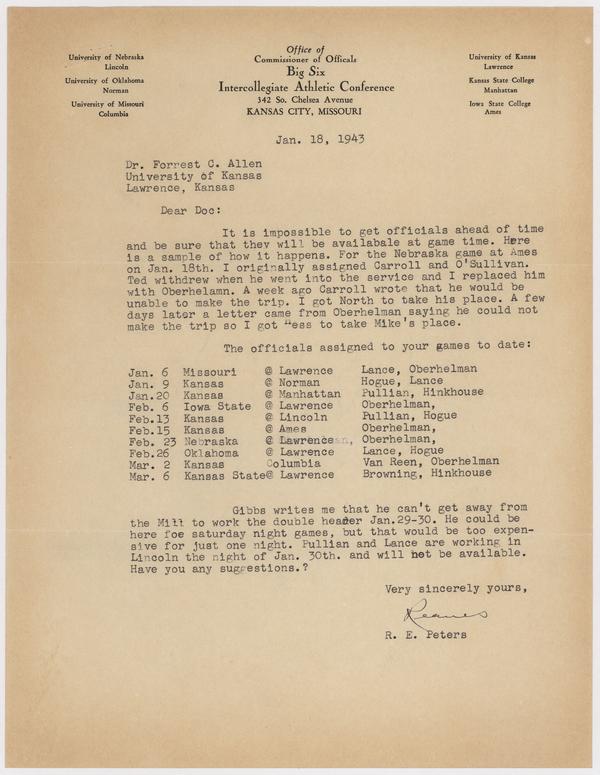 Office of
Commissioner of Officals
Big Six
Intercollegiate Athletic Conference
342 So. Chelsea Avenue
KANSAS CITY, MISSOURI
University of Nebraska
Lincoln
University of Oklahoma
Norman
University of Missouri
Columbia
University of Kansas
Lawrence
Kansas State College
Manhattan
Iowa State College
Ames
Jan. 18, 1943
Dr. Forrest C. Allen
University of Kansas
Lawrence, Kansas
Dear Doc:
It is impossible to get officials ahead of time
and be sure that they will be availabale at game time. Here
is a sample of how it happens. For the Nebraska game at Ames
on Jan. 18th. I originally assigned Carroll and O'Sullivan.
Ted withdrew when he went into the service and I replaced him
with Oberhelamn. A week ago Carroll wrote that he would be
unable to make the trip. I got North to take his place. A few
days later a letter came from Oberhelman saying he could not
make the trip so I got Hess to take Mike's place.
The officials assigned to your games to date:
Jan. 6 Missouri @ Lawrence Lance, Oberhelman
Jan. 9 Kansas @ Norman Hogue, Lance
Jan.20 Kansas @ Manhattan Pullian, Hinkhouse
Feb. 6 Iowa State @ Lawrence Oberhelman,
Feb.13 Kansas @ Lincoln Pullian, Hogue
Feb.15 Kansas @ Ames Oberhelman,
Feb. 23 Nebraska @ Lawrence Oberhelman,
Feb.26 Oklahoma @ Lawrence Lance, Hogue
Mar. 2 Kansas Columbia Van Reen, Oberhelman
Mar. 6 Kansas State@ Lawrence Browning, Hinkhouse
Gibbs writes me that he can't get away from
the Mill to work the double header Jan.29-30. He could be
here foe saturday night games, but that would be too expen-
sive for just one night. Pullian and Lance are working in
Lincoln the night of Jan. 30th. and will not be available.
Have you any suggestions.?
Very sincerely yours,
Reaves
R. E. Peters